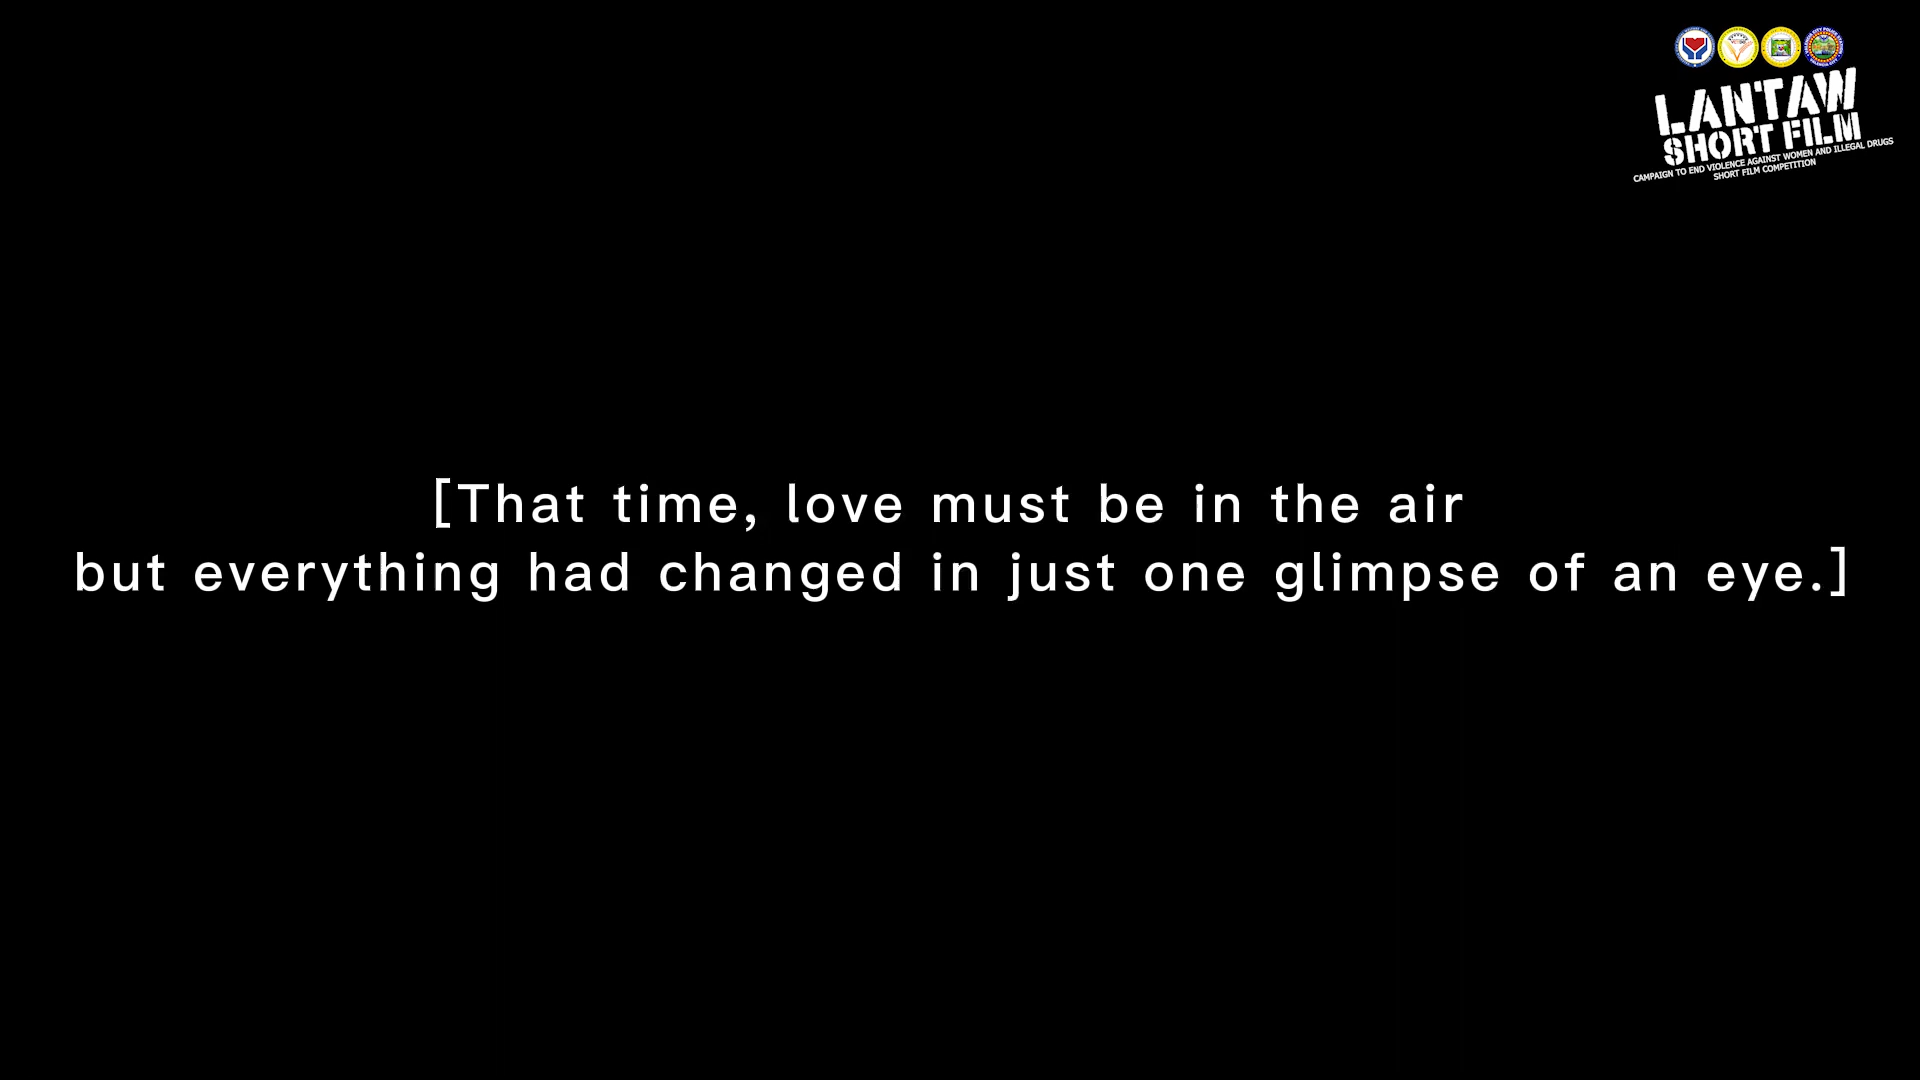 LANTAW
SHORT FILM
CAMPAIGN TO END VIOLENCE AGAINST WOMEN AND ILLEGAL DRUGS
SHORT FILM COMPETITION
[That time, love must be in the air
but everything had changed in just one glimpse of an eye.]